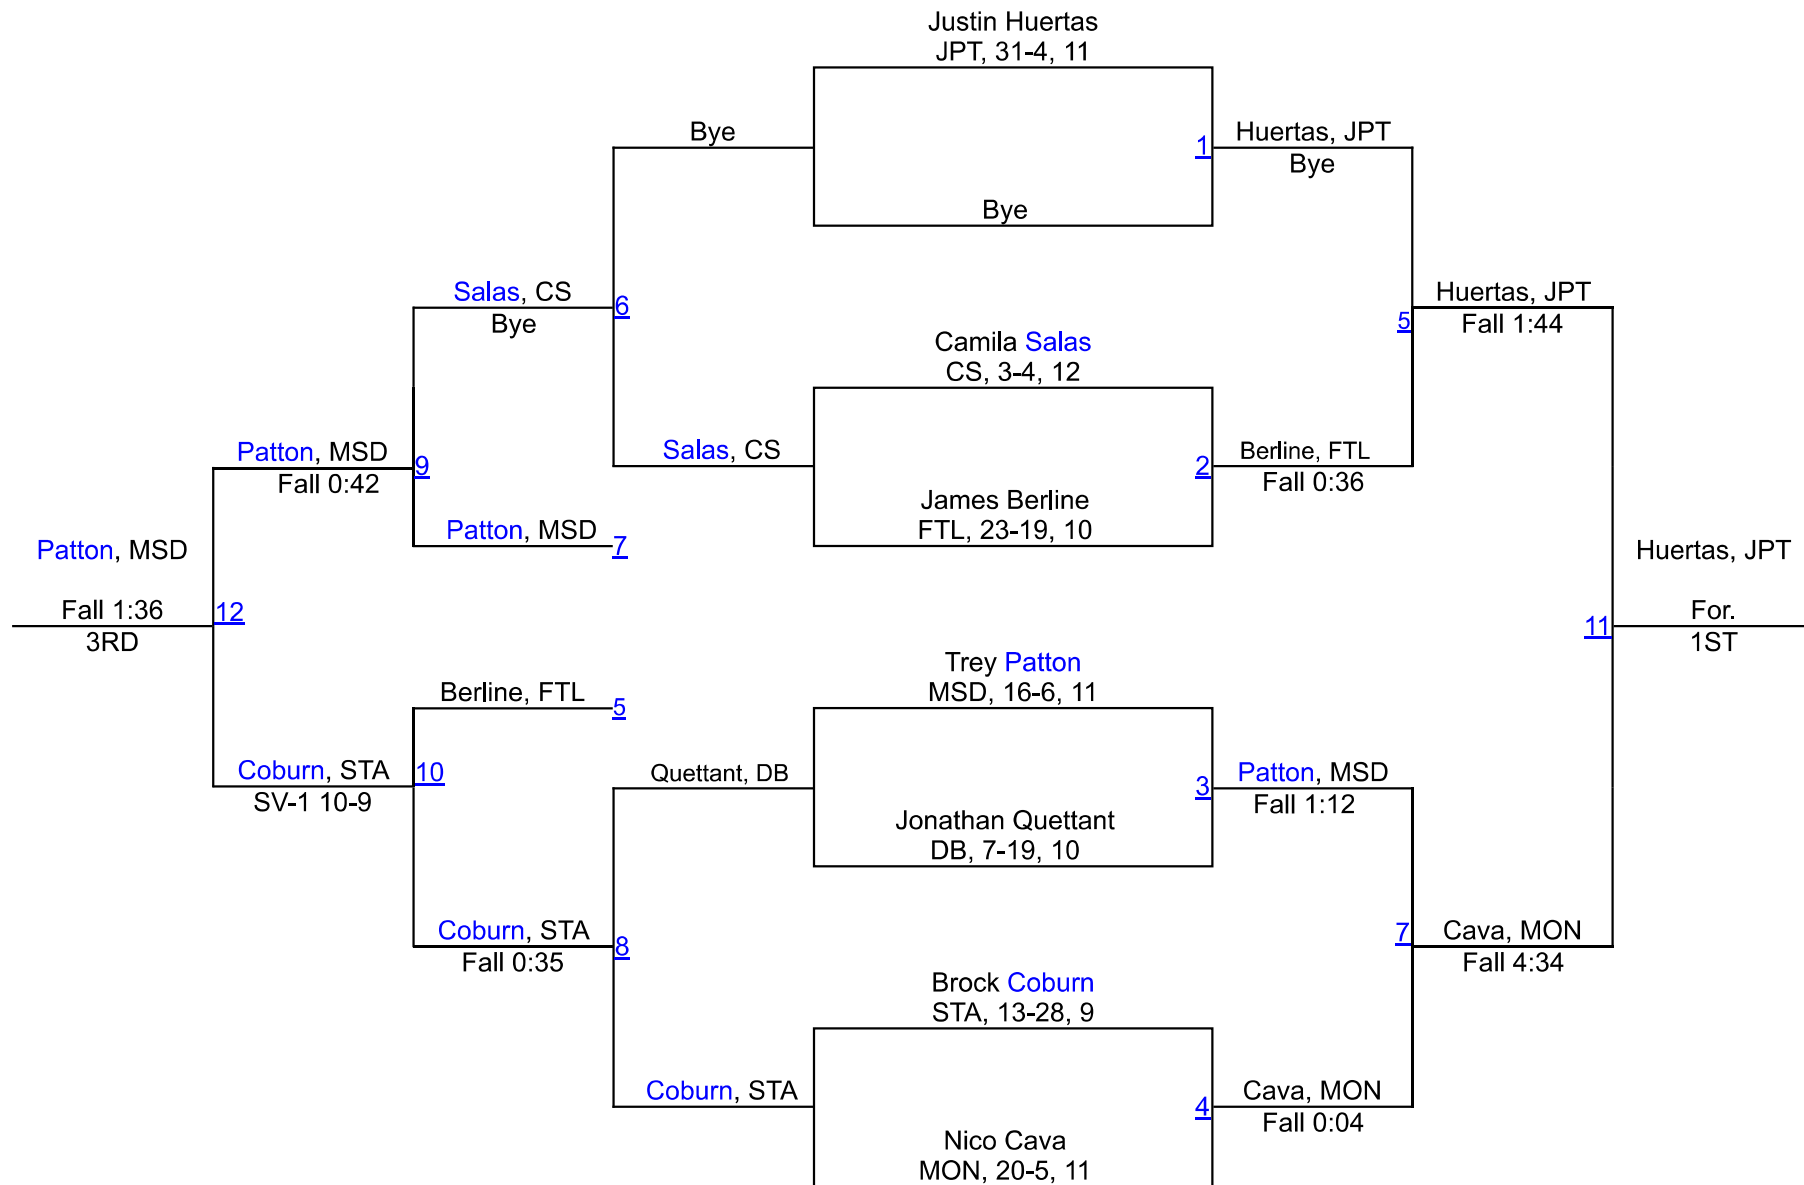 Justin Huertas
JPT, 31-4, 11
Bye
1
Huertas, JPT
Bye
Bye
Salas, CS
Bye
6
Huertas, JPT
Fall 1:44
5
Camila Salas
CS, 3-4, 12
Patton, MSD
Fall 0:42
9
Salas, CS
2
Berline, FTL
Fall 0:36
James Berline
FTL, 23-19, 10
Patton, MSD
7
Patton, MSD
Huertas, JPT
Fall 1:36
3RD
12
11
For.
1ST
Trey Patton
MSD, 16-6, 11
Berline, FTL
5
Coburn, STA
SV-1 10-9
10
Quettant, DB
3
Patton, MSD
Fall 1:12
Jonathan Quettant
DB, 7-19, 10
Coburn, STA
Fall 0:35
8
7
Cava, MON
Fall 4:34
Brock Coburn
STA, 13-28, 9
Coburn, STA
4
Cava, MON
Fall 0:04
Nico Cava
MON, 20-5, 11